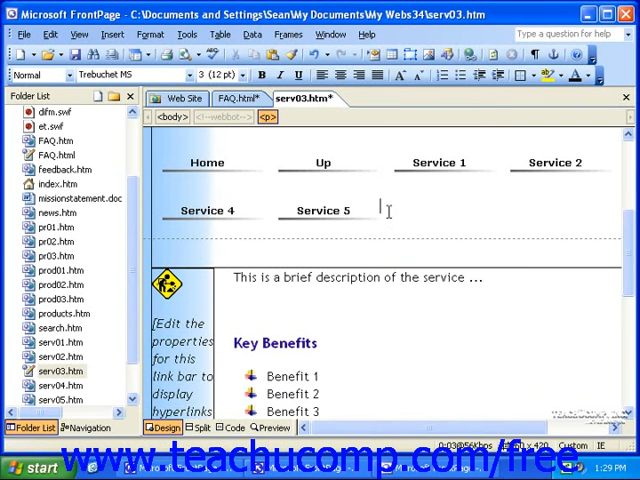 Microsoft FrontPage - C:\Documents and Settings\Sean\My Documents\My Webs34\serv03.htm
File Edit View Insert Format Tools Table Data Frames Window Help
Type a question for help
Normal Trebuchet MS 3 (12 pt)
Folder List
Web Site FAQ.html* serv03.htm*
<body> <!--webbot--> <p>
difm.swf
et.swf
FAQ.htm
FAQ.html
feedback.htm
index.htm
missionstatement.doc
news.htm
pr01.htm
pr02.htm
pr03.htm
prod01.htm
prod02.htm
prod03.htm
products.htm
search.htm
serv01.htm
serv02.htm
serv03.htm
serv04.htm
serv05.htm
Home Up Service 1 Service 2
Service 4 Service 5
This is a brief description of the service ...
[Edit the
properties
for this
link bar to
display
hyperlinks
Key Benefits
Benefit 1
Benefit 2
Benefit 3
Folder List Navigation
Design Split Code Preview
0:03@56Kbps Custom IE
start
1:29 PM
www.teachucomp.com/free